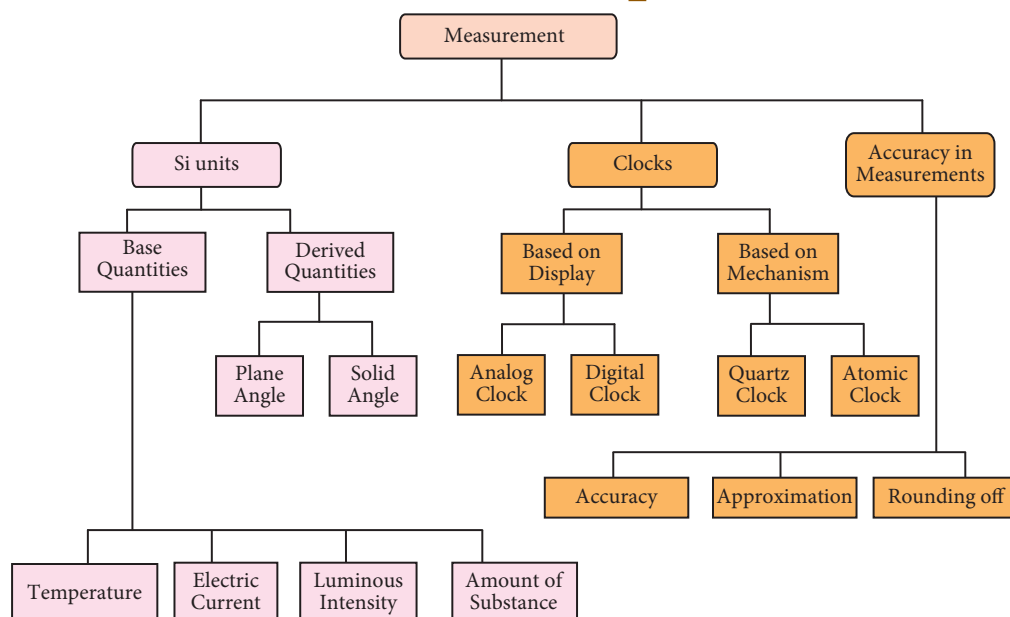 Measurement
Si units
Clocks
Accuracy in
Measurements
Base
Quantities
Derived
Quantities
Based on
Display
Based on
Mechanism
Plane
Angle
Solid
Angle
Analog
Clock
Digital
Clock
Quartz
Clock
Atomic
Clock
Accuracy
Approximation
Rounding off
Temperature
Electric
Current
Luminous
Intensity
Amount of
Substance